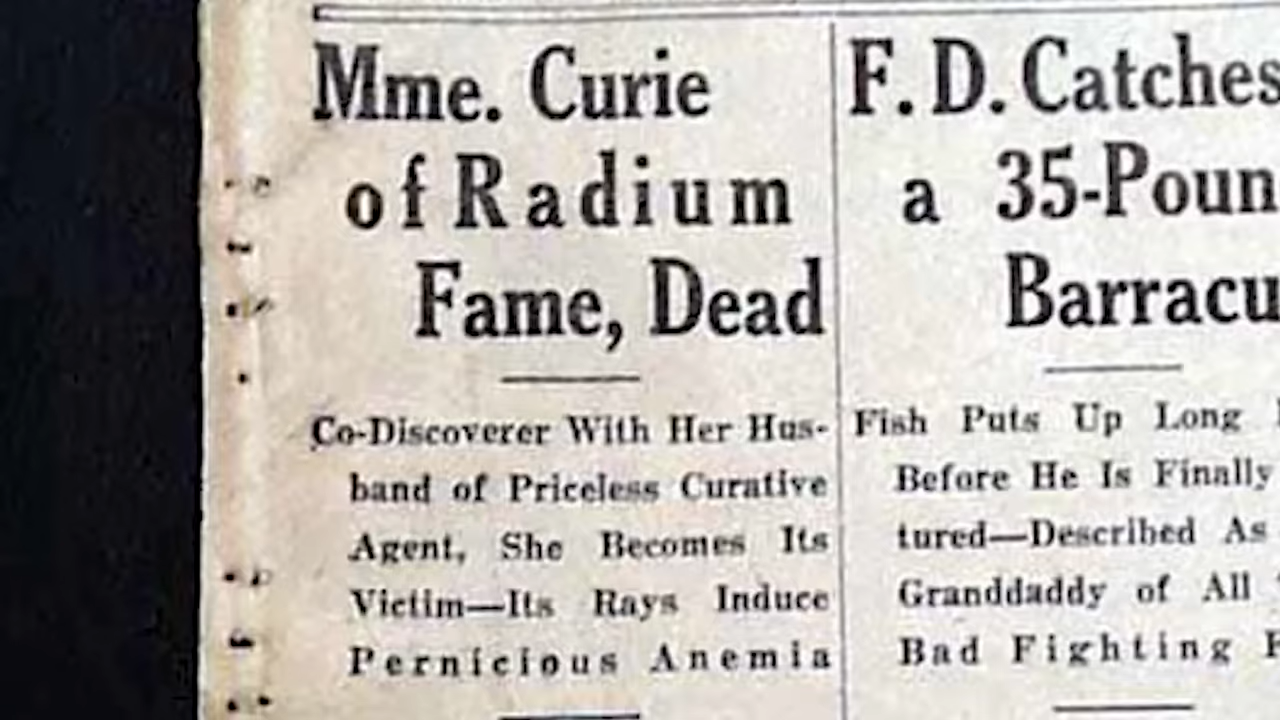 Mme. Curie
of Radium
Fame, Dead
Co-Discoverer With Her Hus-
band of Priceless Curative
Agent, She Becomes Its
Victim—Its Rays Induce
Pernicious Anemia
F. D. Catches
a 35-Poun
Barracu
Fish Puts Up Long
Before He Is Finally
tured—Described As
Granddaddy of All
Bad Fighting